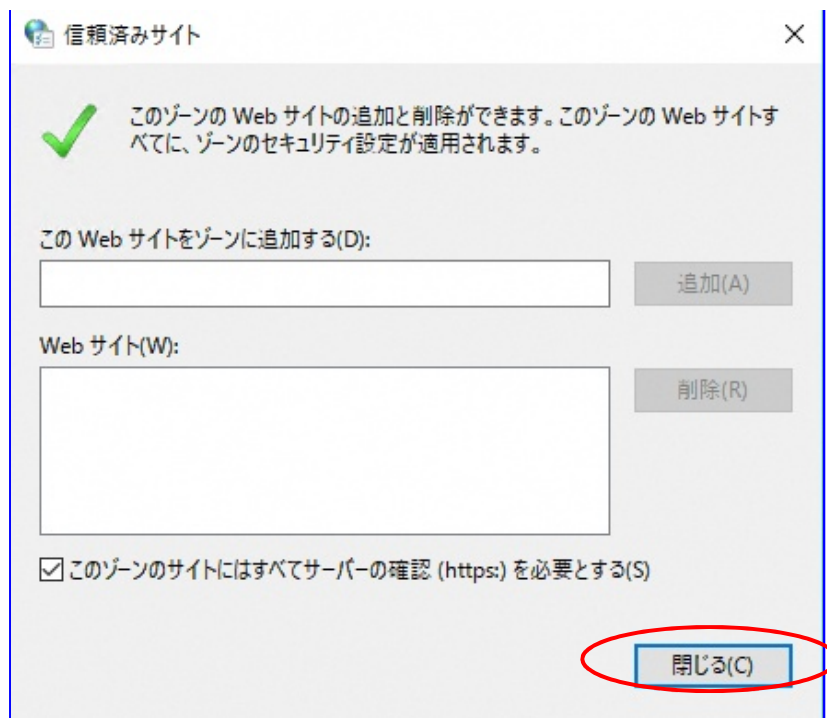 信頼済みサイト
このゾーンの Web サイトの追加と削除ができます。このゾーンの Web サイトす
べてに、ゾーンのセキュリティ設定が適用されます。
この Web サイトをゾーンに追加する(D):
追加(A)
Web サイト(W):
削除(R)
このゾーンのサイトにはすべてサーバーの確認 (https:) を必要とする(S)
閉じる(C)